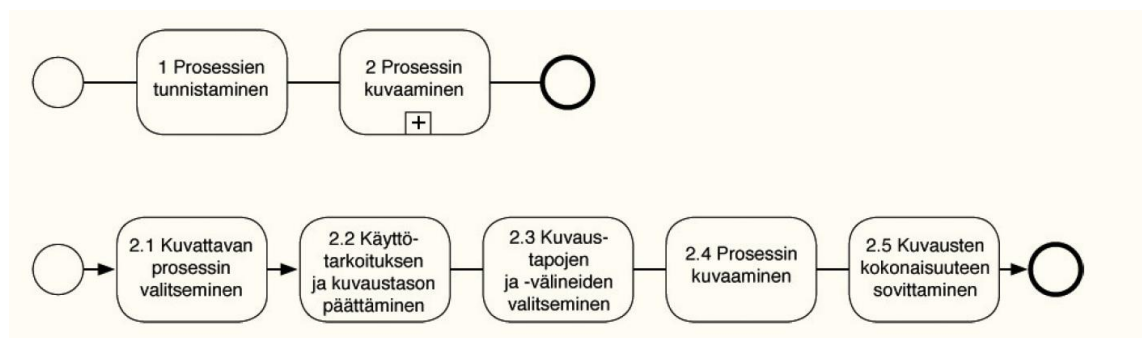 1 Prosessien
tunnistaminen
2 Prosessin
kuvaaminen
+
2.1 Kuvattavan
prosessin
valitseminen
2.2 Käyttö-
tarkoituksen
ja kuvaustason
päättäminen
2.3 Kuvaus-
tapojen
ja -välineiden
valitseminen
2.4 Prosessin
kuvaaminen
2.5 Kuvausten
kokonaisuuteen
sovittaminen